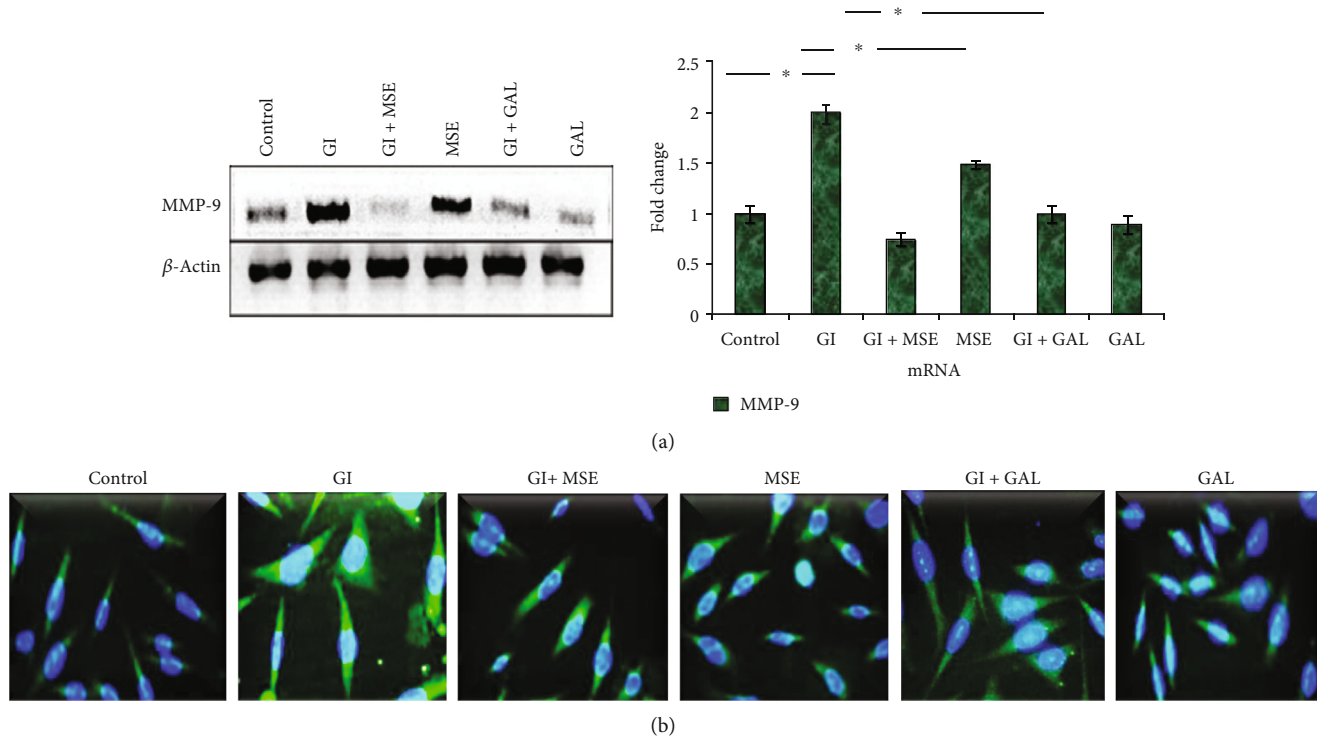 Control
GI
GI + MSE
MSE
GI + GAL
GAL
MMP-9
β-Actin
*
*
*
2.5
2
1.5
1
0.5
0
Fold change
Control GI GI + MSE MSE GI + GAL GAL
mRNA
MMP-9
(a)
Control GI GI+ MSE MSE GI + GAL GAL
(b)